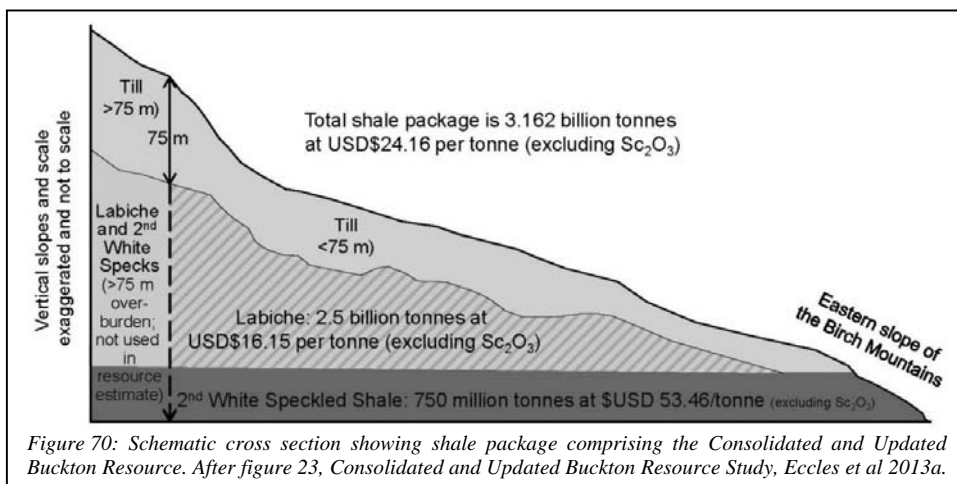 Till
>75 m)
75 m
Total shale package is 3.162 billion tonnes
at USD$24.16 per tonne (excluding Sc₂O₃)
Vertical slopes and scale
exaggerated and not to scale
Till
<75 m)
Labiche
and 2nd
White
Specks
(>75 m
over-
burden;
not used
in
resource
estimate)
Labiche: 2.5 billion tonnes at
USD$16.15 per tonne (excluding Sc₂O₃)
Eastern slope of
the Birch Mountains
2nd White Speckled Shale: 750 million tonnes at $USD 53.46/tonne (excluding Sc₂O₃)
Figure 70: Schematic cross section showing shale package comprising the Consolidated and Updated
Buckton Resource. After figure 23, Consolidated and Updated Buckton Resource Study, Eccles et al 2013a.